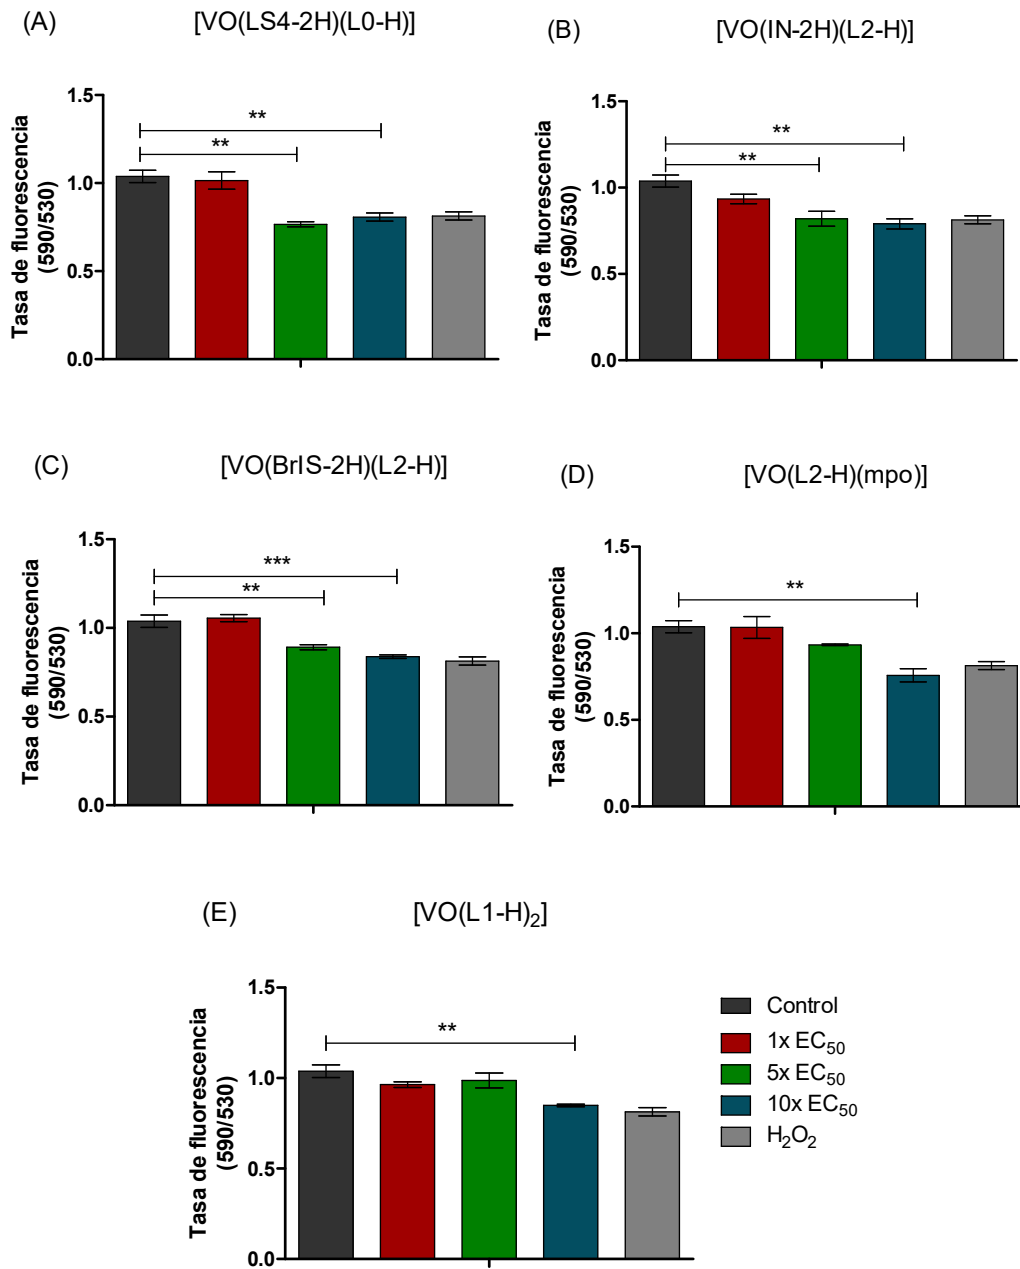 (A)
[VO(LS4-2H)(L0-H)]
Tasa de fluorescencia
(590/530)
1.5
1.0
0.5
0.0
**
**
(B)
[VO(IN-2H)(L2-H)]
Tasa de fluorescencia
(590/530)
1.5
1.0
0.5
0.0
**
**
(C)
[VO(BrIS-2H)(L2-H)]
Tasa de fluorescencia
(590/530)
1.5
1.0
0.5
0.0
***
**
(D)
[VO(L2-H)(mpo)]
Tasa de fluorescencia
(590/530)
1.5
1.0
0.5
0.0
**
(E)
[VO(L1-H)₂]
Tasa de fluorescencia
(590/530)
1.5
1.0
0.5
0.0
**
Control
1x EC₅₀
5x EC₅₀
10x EC₅₀
H₂O₂